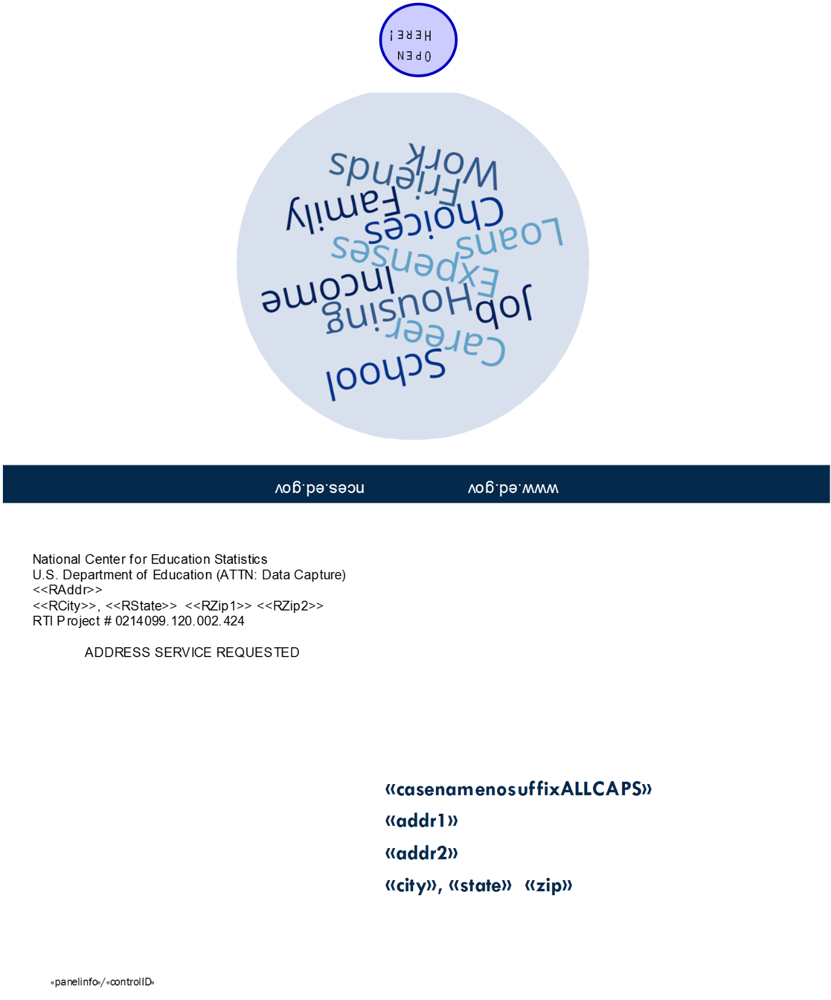 OPEN
HERE!
School
Career
Housing
Job
Income
Expenses
Loans
Choices
Family
Friends
Work
www.ed.gov nces.ed.gov
National Center for Education Statistics
U.S. Department of Education (ATTN: Data Capture)
<<RAddr>>
<<RCity>>, <<RState>> <<RZip1>> <<RZip2>>
RTI Project # 0214099.120.002.424
ADDRESS SERVICE REQUESTED
«casenamenosuffixALLCAPS»
«addr1»
«addr2»
«city», «state» «zip»
«panelinfo»/«controlID»